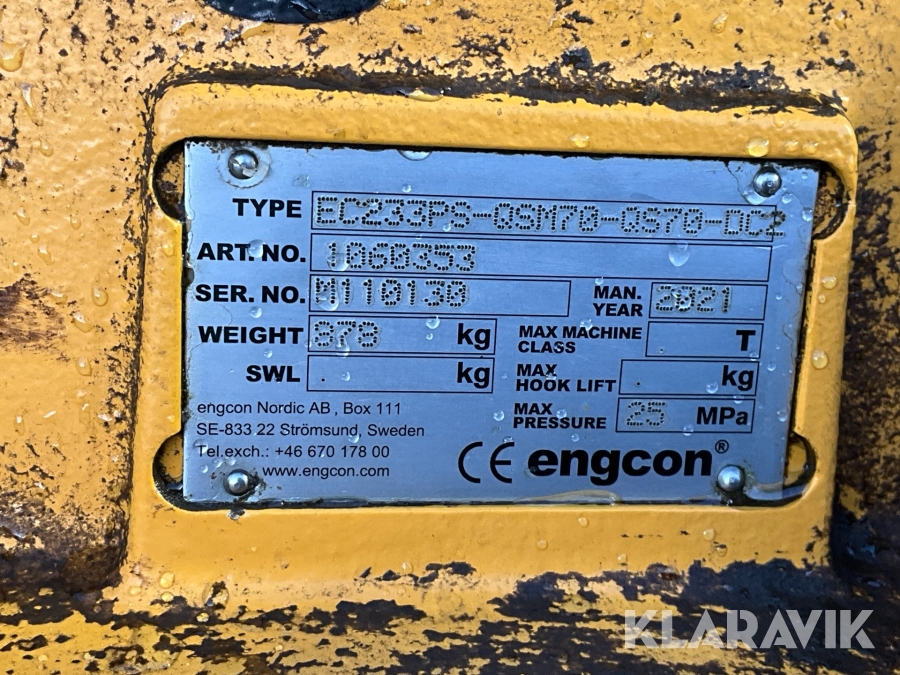 TYPE EC233PS-QSM70-QS70-DC2
ART. NO. 1060353
SER. NO. M110130 MAN. YEAR 2021
WEIGHT 878 kg MAX MACHINE CLASS T
SWL kg MAX HOOK LIFT kg
MAX PRESSURE 25 MPa
engcon Nordic AB , Box 111
SE-833 22 Strömsund, Sweden
Tel.exch.: +46 670 178 00
www.engcon.com
CE engcon®
KLARAVIK